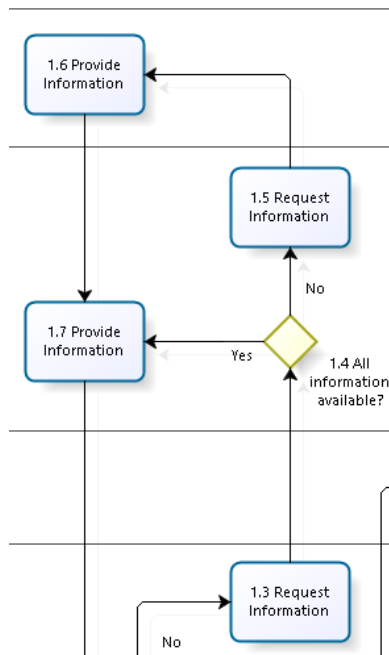 1.6 Provide
Information
1.5 Request
Information
No
1.7 Provide
Information
Yes
1.4 All
information
available?
1.3 Request
Information
No